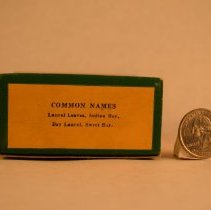 COMMON NAMES
Laurel Leaves, Indian Bay,
Bay Laurel, Sweet Bay.